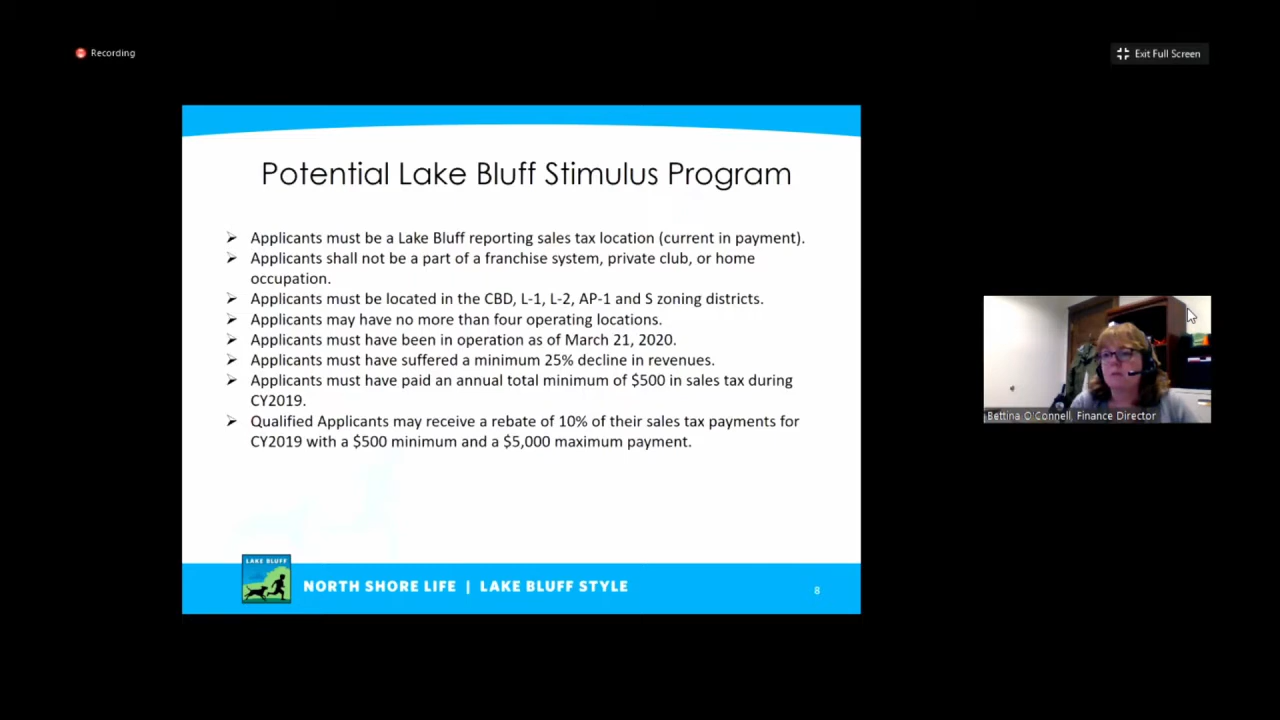 Recording
Exit Full Screen
Potential Lake Bluff Stimulus Program
Applicants must be a Lake Bluff reporting sales tax location (current in payment).
Applicants shall not be a part of a franchise system, private club, or home
occupation.
Applicants must be located in the CBD, L-1, L-2, AP-1 and S zoning districts.
Applicants may have no more than four operating locations.
Applicants must have been in operation as of March 21, 2020.
Applicants must have suffered a minimum 25% decline in revenues.
Applicants must have paid an annual total minimum of $500 in sales tax during
CY2019.
Qualified Applicants may receive a rebate of 10% of their sales tax payments for
CY2019 with a $500 minimum and a $5,000 maximum payment.
Bettina O'Connell, Finance Director
LAKE BLUFF
NORTH SHORE LIFE | LAKE BLUFF STYLE
8